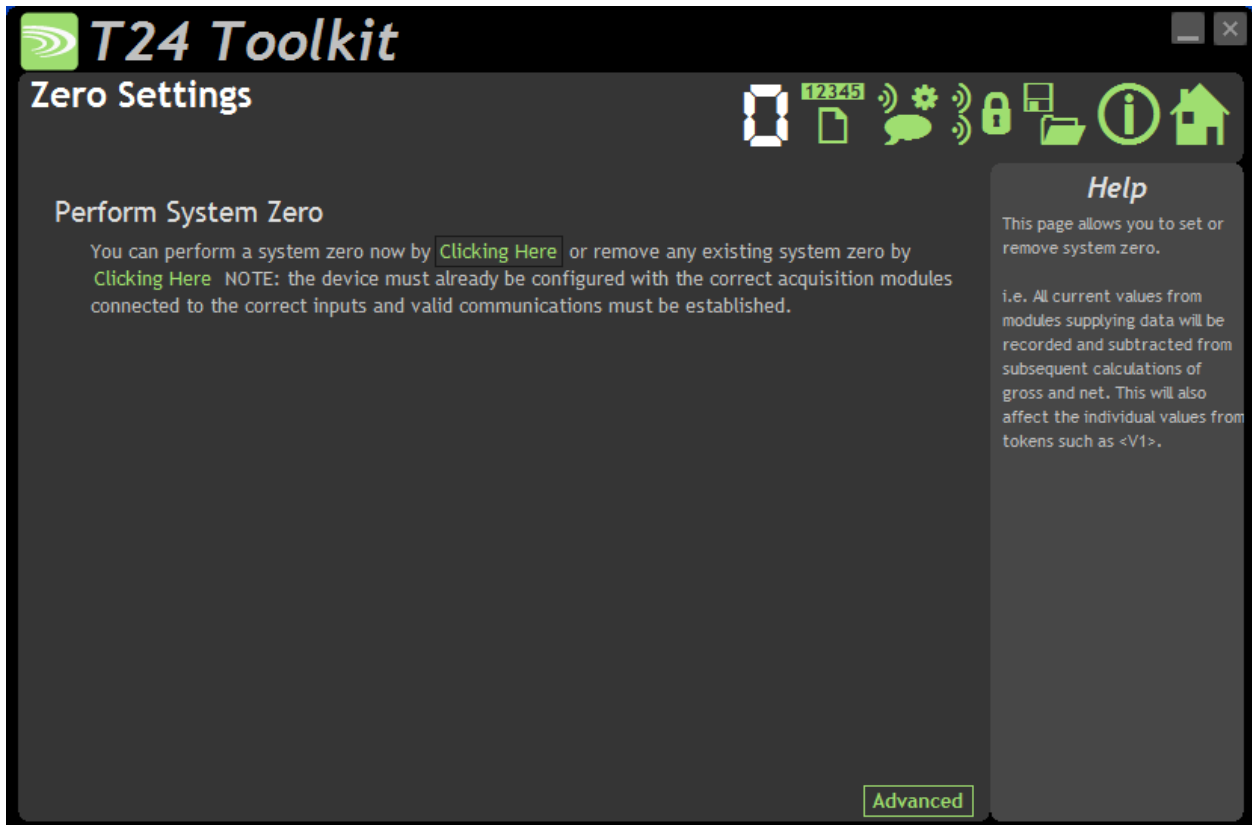 T24 Toolkit
Zero Settings
0
12345
Perform System Zero
You can perform a system zero now by Clicking Here or remove any existing system zero by
Clicking Here NOTE: the device must already be configured with the correct acquisition modules
connected to the correct inputs and valid communications must be established.
Advanced
Help
This page allows you to set or
remove system zero.
i.e. All current values from
modules supplying data will be
recorded and subtracted from
subsequent calculations of
gross and net. This will also
affect the individual values from
tokens such as <V1>.